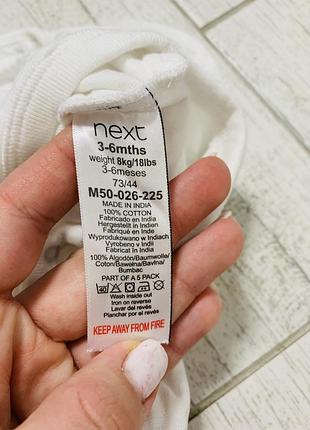 next
3-6mths
weight 8kg/18lbs
3-6meses
73/44
M50-026-225
MADE IN INDIA
100% COTTON
Fabricado en India
Hergestellt in Indien
Fabriqué en Inde
Wyprodukowano w Indiach
Vyrobeno v Indii
Fabricat în India
100% Algodón/Baumwolle/
Coton/Bawełna/Bavlna/
Bumbac
PART OF A 5 PACK
40
Wash inside out
Iron on reverse
Lavar del revés
Planchar por el revés
KEEP AWAY FROM FIRE